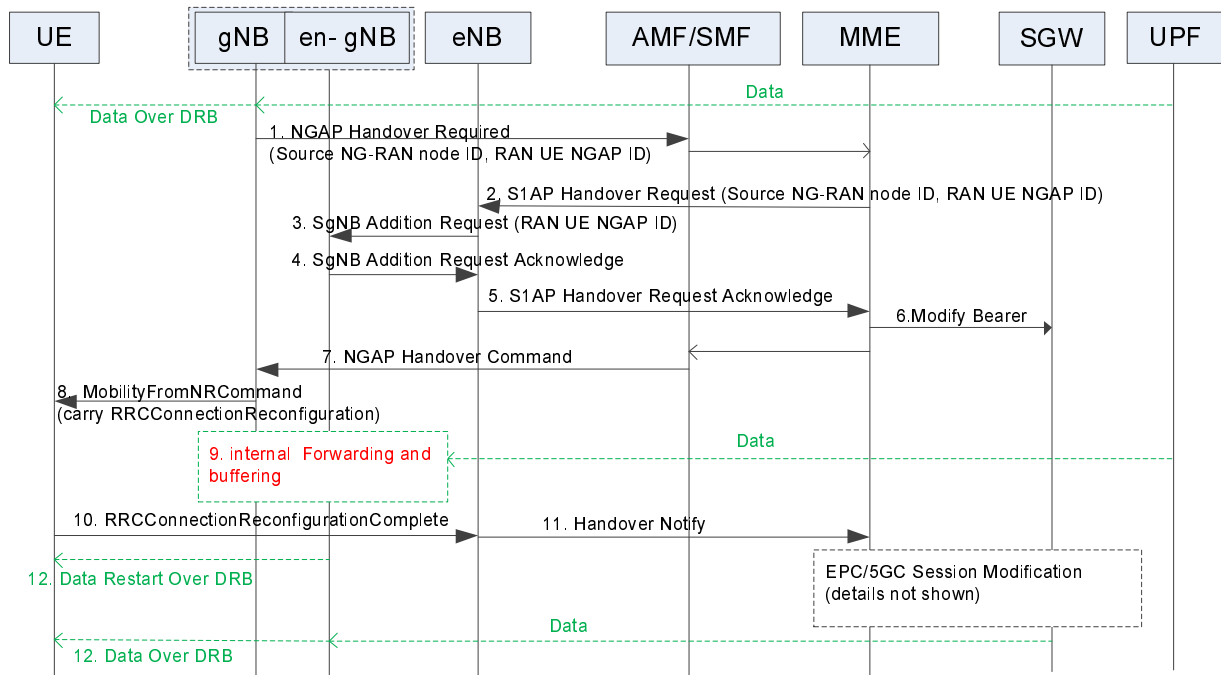 UE
gNB
en- gNB
eNB
AMF/SMF
MME
SGW
UPF
Data
Data Over DRB
1. NGAP Handover Required
(Source NG-RAN node ID, RAN UE NGAP ID)
2. S1AP Handover Request (Source NG-RAN node ID, RAN UE NGAP ID)
3. SgNB Addition Request (RAN UE NGAP ID)
4. SgNB Addition Request Acknowledge
5. S1AP Handover Request Acknowledge
6.Modify Bearer
7. NGAP Handover Command
8. MobilityFromNRCommand
(carry RRCConnectionReconfiguration)
Data
9. internal Forwarding and
buffering
10. RRCConnectionReconfigurationComplete
11. Handover Notify
12. Data Restart Over DRB
EPC/5GC Session Modification
(details not shown)
Data
12. Data Over DRB